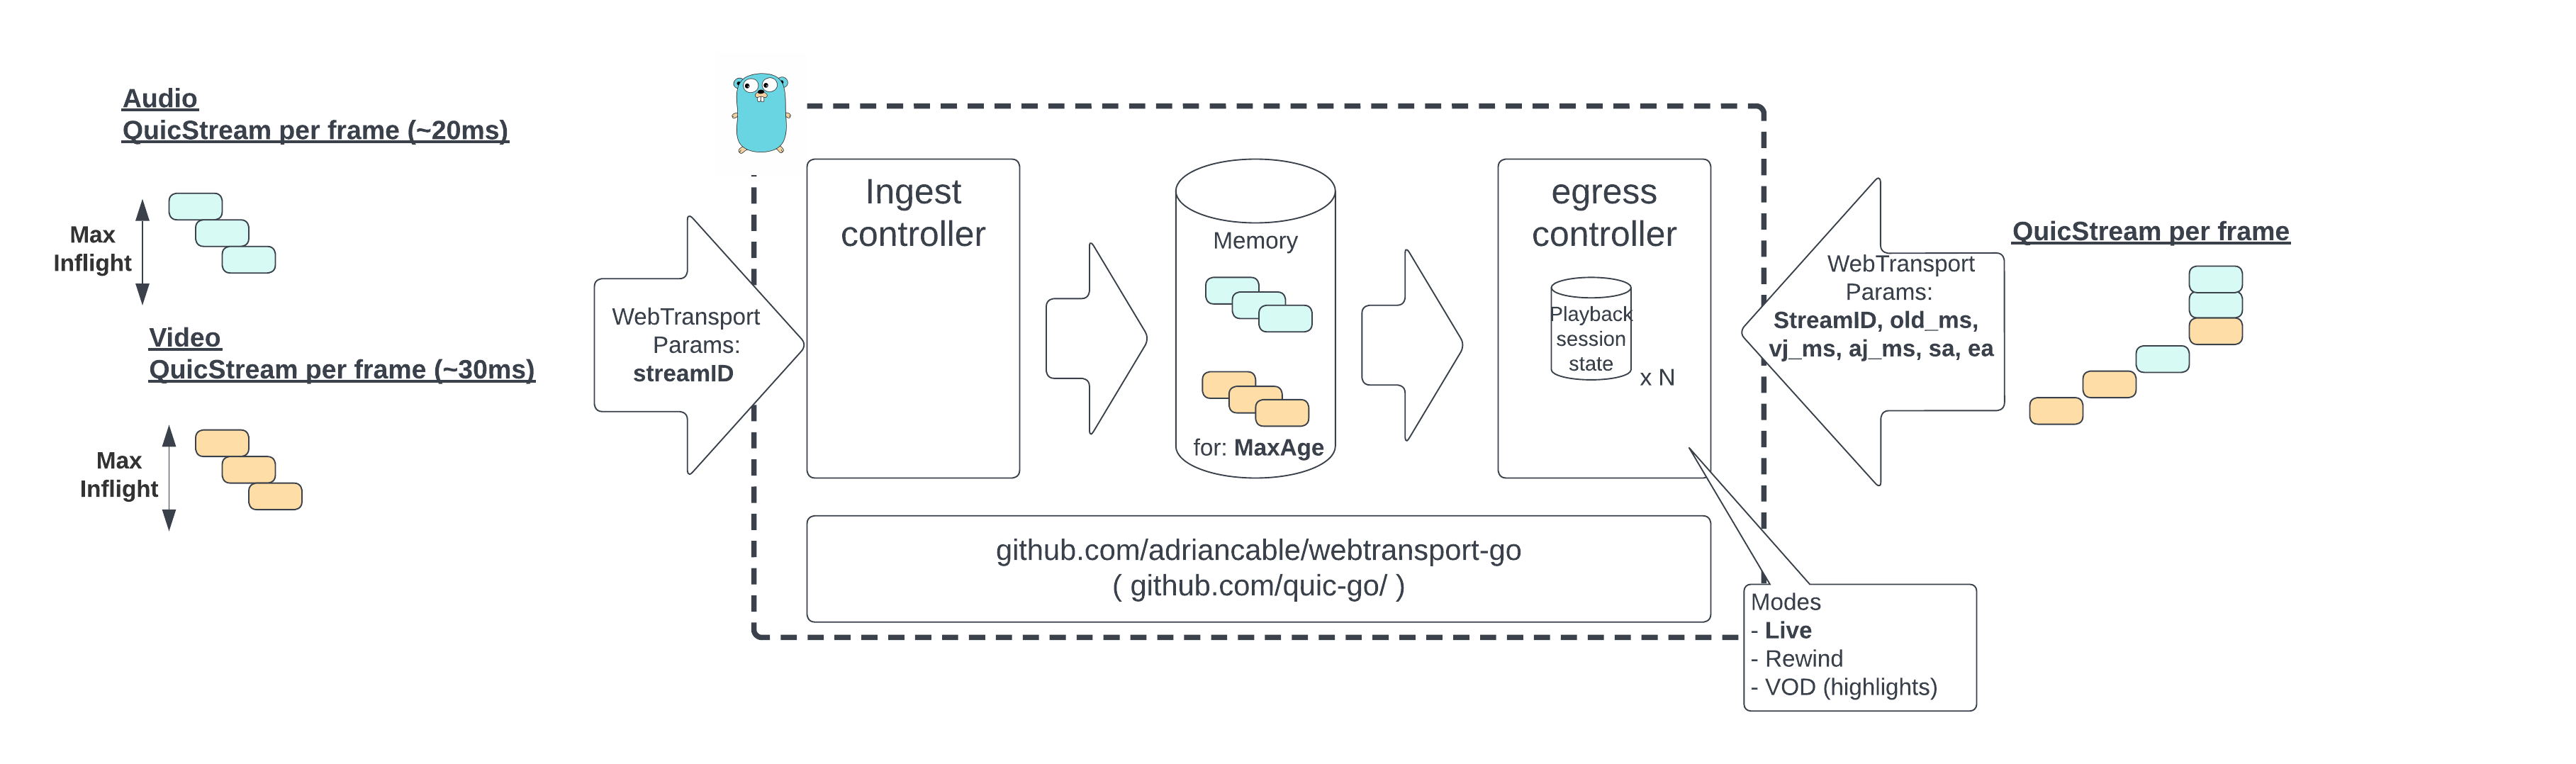 Audio
QuicStream per frame (~20ms)
Max
Inflight
Video
QuicStream per frame (~30ms)
Max
Inflight
WebTransport
Params:
streamID
Ingest
controller
Memory
for: MaxAge
egress
controller
Playback
session
state
x N
github.com/adriancable/webtransport-go
( github.com/quic-go/ )
WebTransport
Params:
StreamID, old_ms,
vj_ms, aj_ms, sa, ea
QuicStream per frame
Modes
- Live
- Rewind
- VOD (highlights)